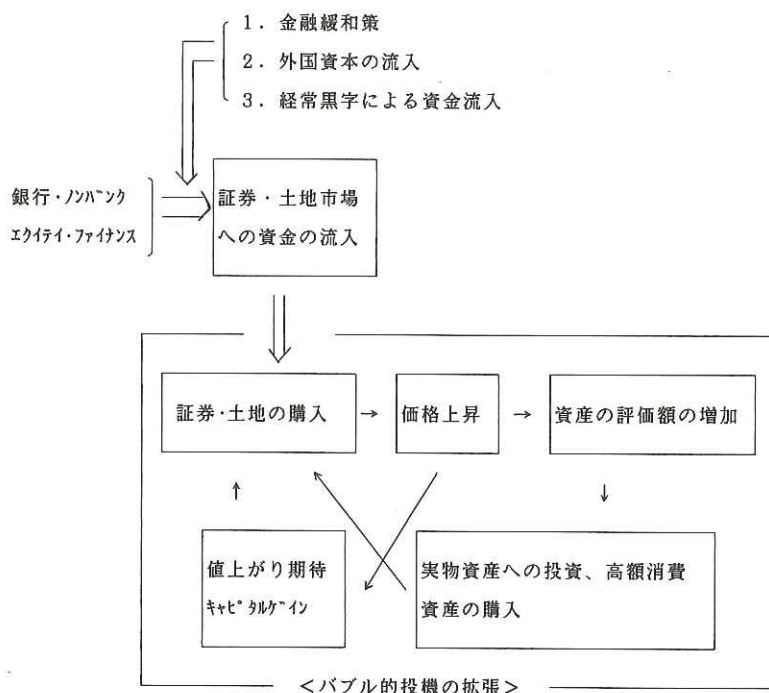 1．金融緩和策
2．外国資本の流入
3．経常黒字による資金流入
銀行・ﾉﾝﾊﾞﾝｸ
ｴｸｲﾃｲ・ﾌｧｲﾅﾝｽ
証券・土地市場
への資金の流入
証券･土地の購入 → 価格上昇 → 資産の評価額の増加
↑ ↓
値上がり期待
ｷｬﾋﾟﾀﾙｹﾞｲﾝ
実物資産への投資、高額消費
資産の購入
＜バブル的投機の拡張＞